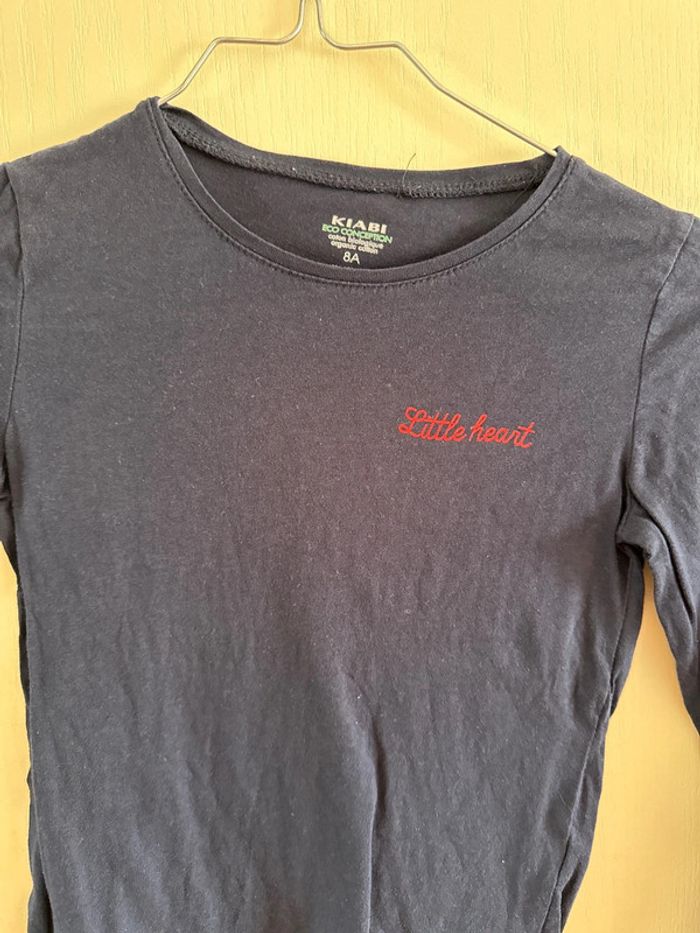 KIABI
ECO CONCEPTION
coton biologique
organic cotton
8A
Little heart